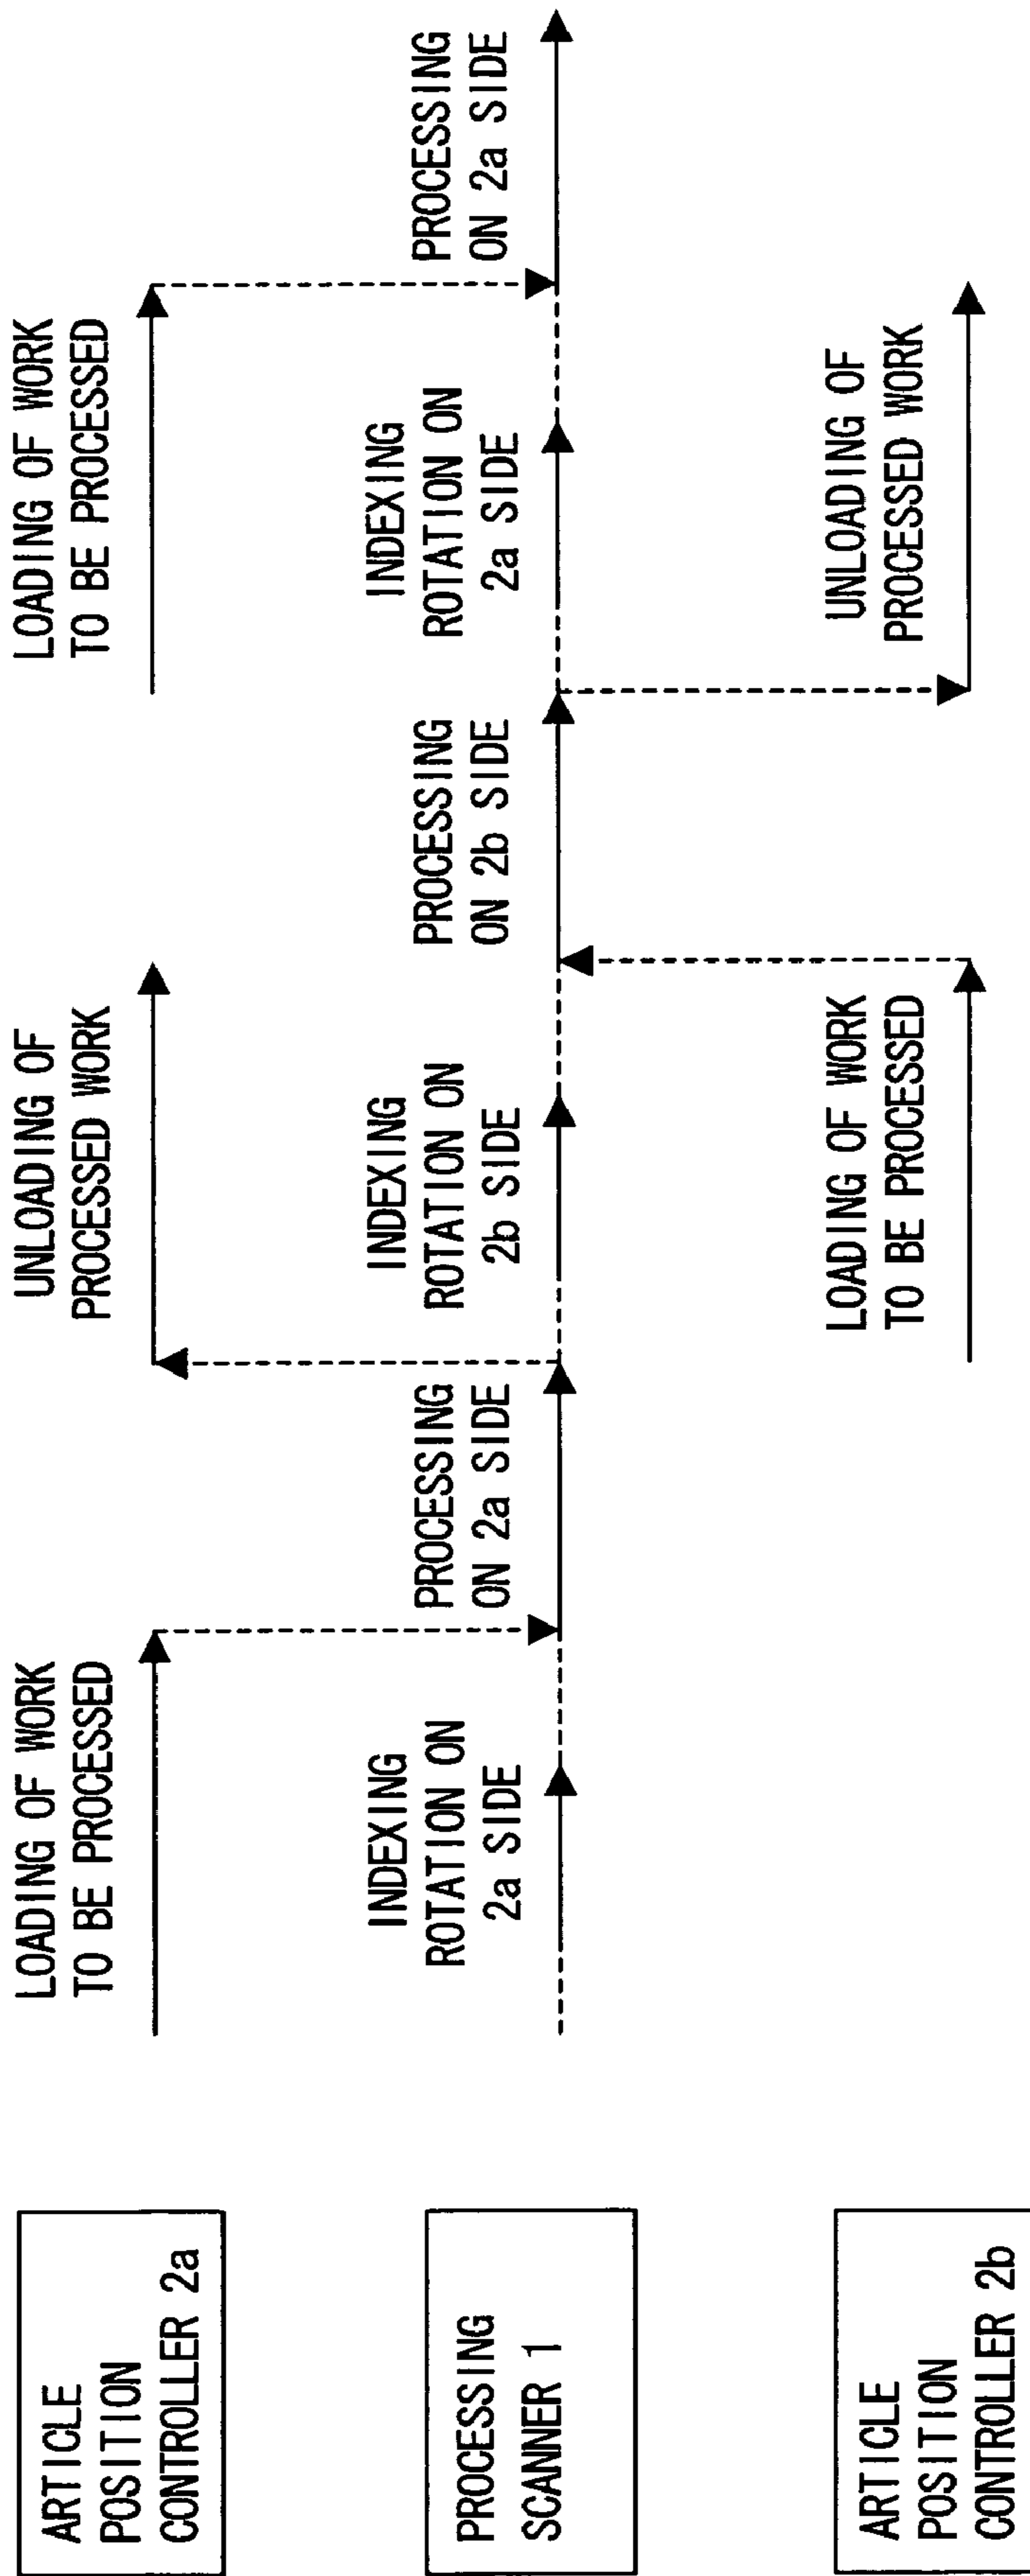 ARTICLE
POSITION
CONTROLLER 2a
LOADING OF WORK
TO BE PROCESSED
UNLOADING OF
PROCESSED WORK
LOADING OF WORK
TO BE PROCESSED
PROCESSING
SCANNER 1
INDEXING
ROTATION ON
2a SIDE
PROCESSING
ON 2a SIDE
INDEXING
ROTATION ON
2b SIDE
PROCESSING
ON 2b SIDE
INDEXING
ROTATION ON
2a SIDE
PROCESSING
ON 2a SIDE
ARTICLE
POSITION
CONTROLLER 2b
LOADING OF WORK
TO BE PROCESSED
UNLOADING OF
PROCESSED WORK